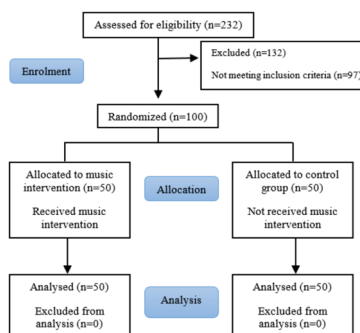 Assessed for eligibility (n=232)
Excluded (n=132)
Not meeting inclusion criteria (n=97)
Enrolment
Randomized (n=100)
Allocated to music
intervention (n=50)
Received music
intervention
Allocation
Allocated to control
group (n=50)
Not received music
intervention
Analysed (n=50)
Excluded from
analysis (n=0)
Analysis
Analysed (n=50)
Excluded from
analysis (n=0)